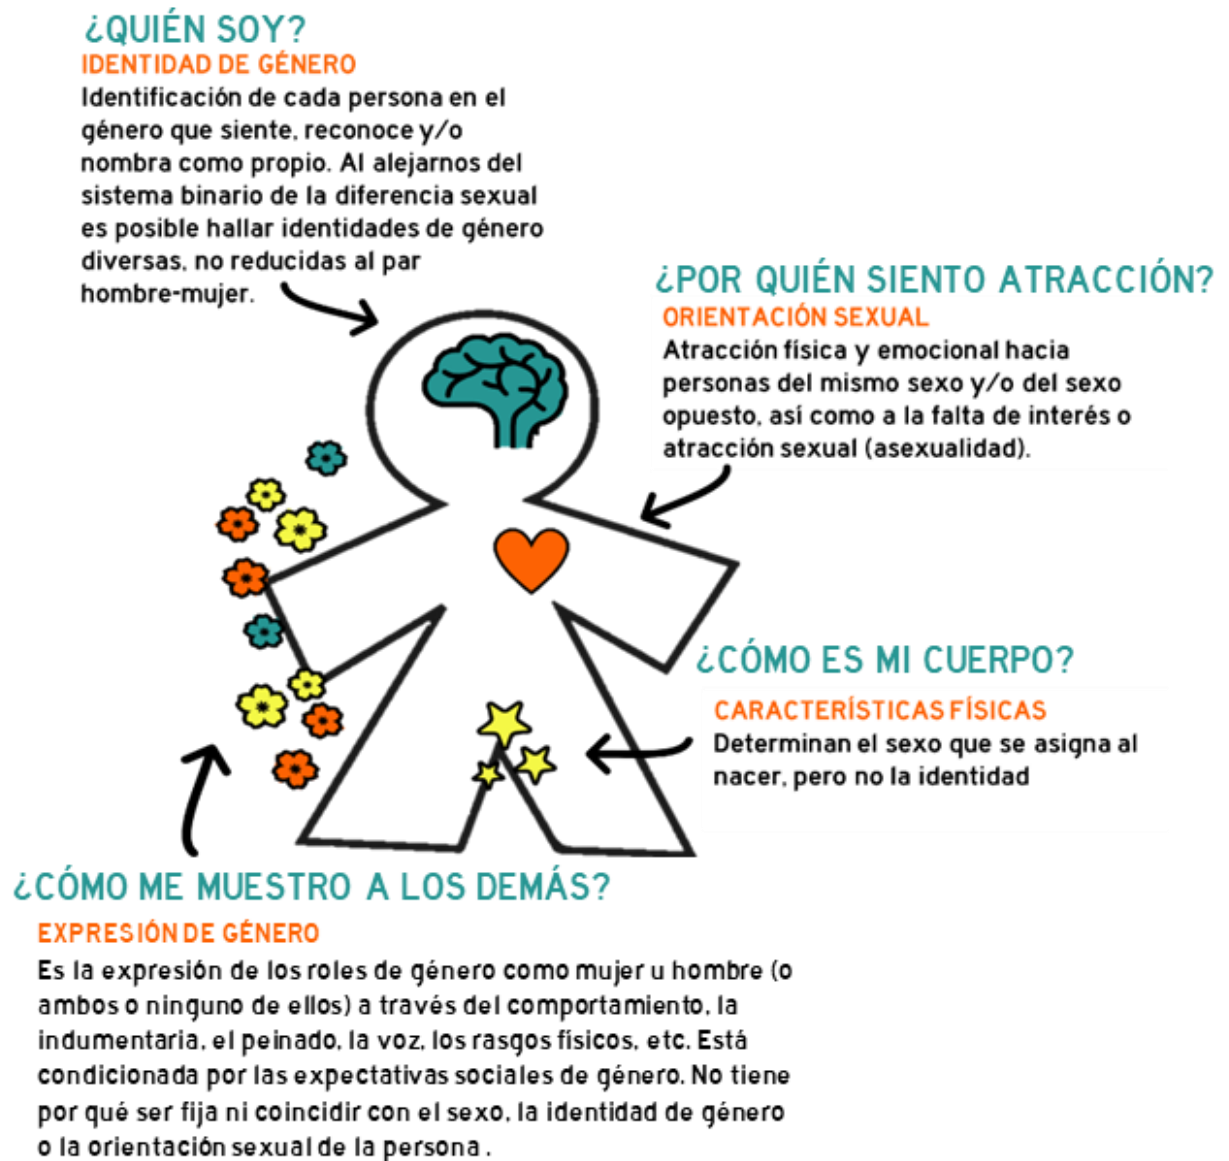 ¿QUIÉN SOY?
IDENTIDAD DE GÉNERO
Identificación de cada persona en el
género que siente, reconoce y/o
nombra como propio. Al alejarnos del
sistema binario de la diferencia sexual
es posible hallar identidades de género
diversas, no reducidas al par
hombre-mujer.
¿POR QUIÉN SIENTO ATRACCIÓN?
ORIENTACIÓN SEXUAL
Atracción física y emocional hacia
personas del mismo sexo y/o del sexo
opuesto, así como a la falta de interés o
atracción sexual (asexualidad).
¿CÓMO ES MI CUERPO?
CARACTERÍSTICAS FÍSICAS
Determinan el sexo que se asigna al
nacer, pero no la identidad
¿CÓMO ME MUESTRO A LOS DEMÁS?
EXPRESIÓN DE GÉNERO
Es la expresión de los roles de género como mujer u hombre (o
ambos o ninguno de ellos) a través del comportamiento, la
indumentaria, el peinado, la voz, los rasgos físicos, etc. Está
condicionada por las expectativas sociales de género. No tiene
por qué ser fija ni coincidir con el sexo, la identidad de género
o la orientación sexual de la persona .